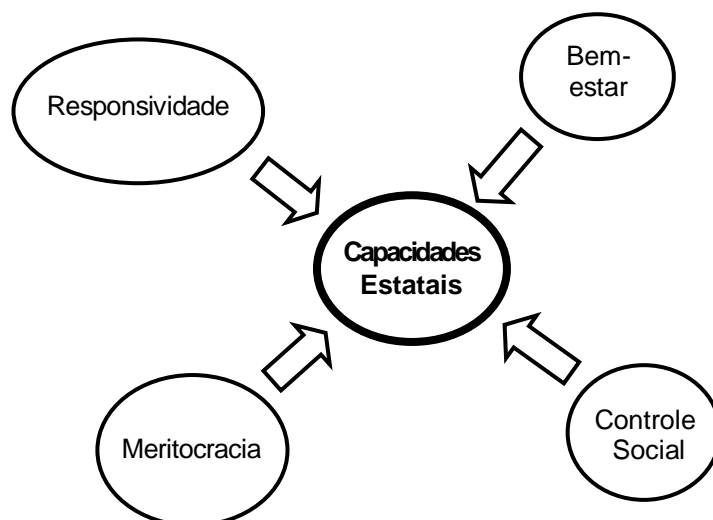 Responsividade
Bem-
estar
Capacidades
Estatais
Meritocracia
Controle
Social